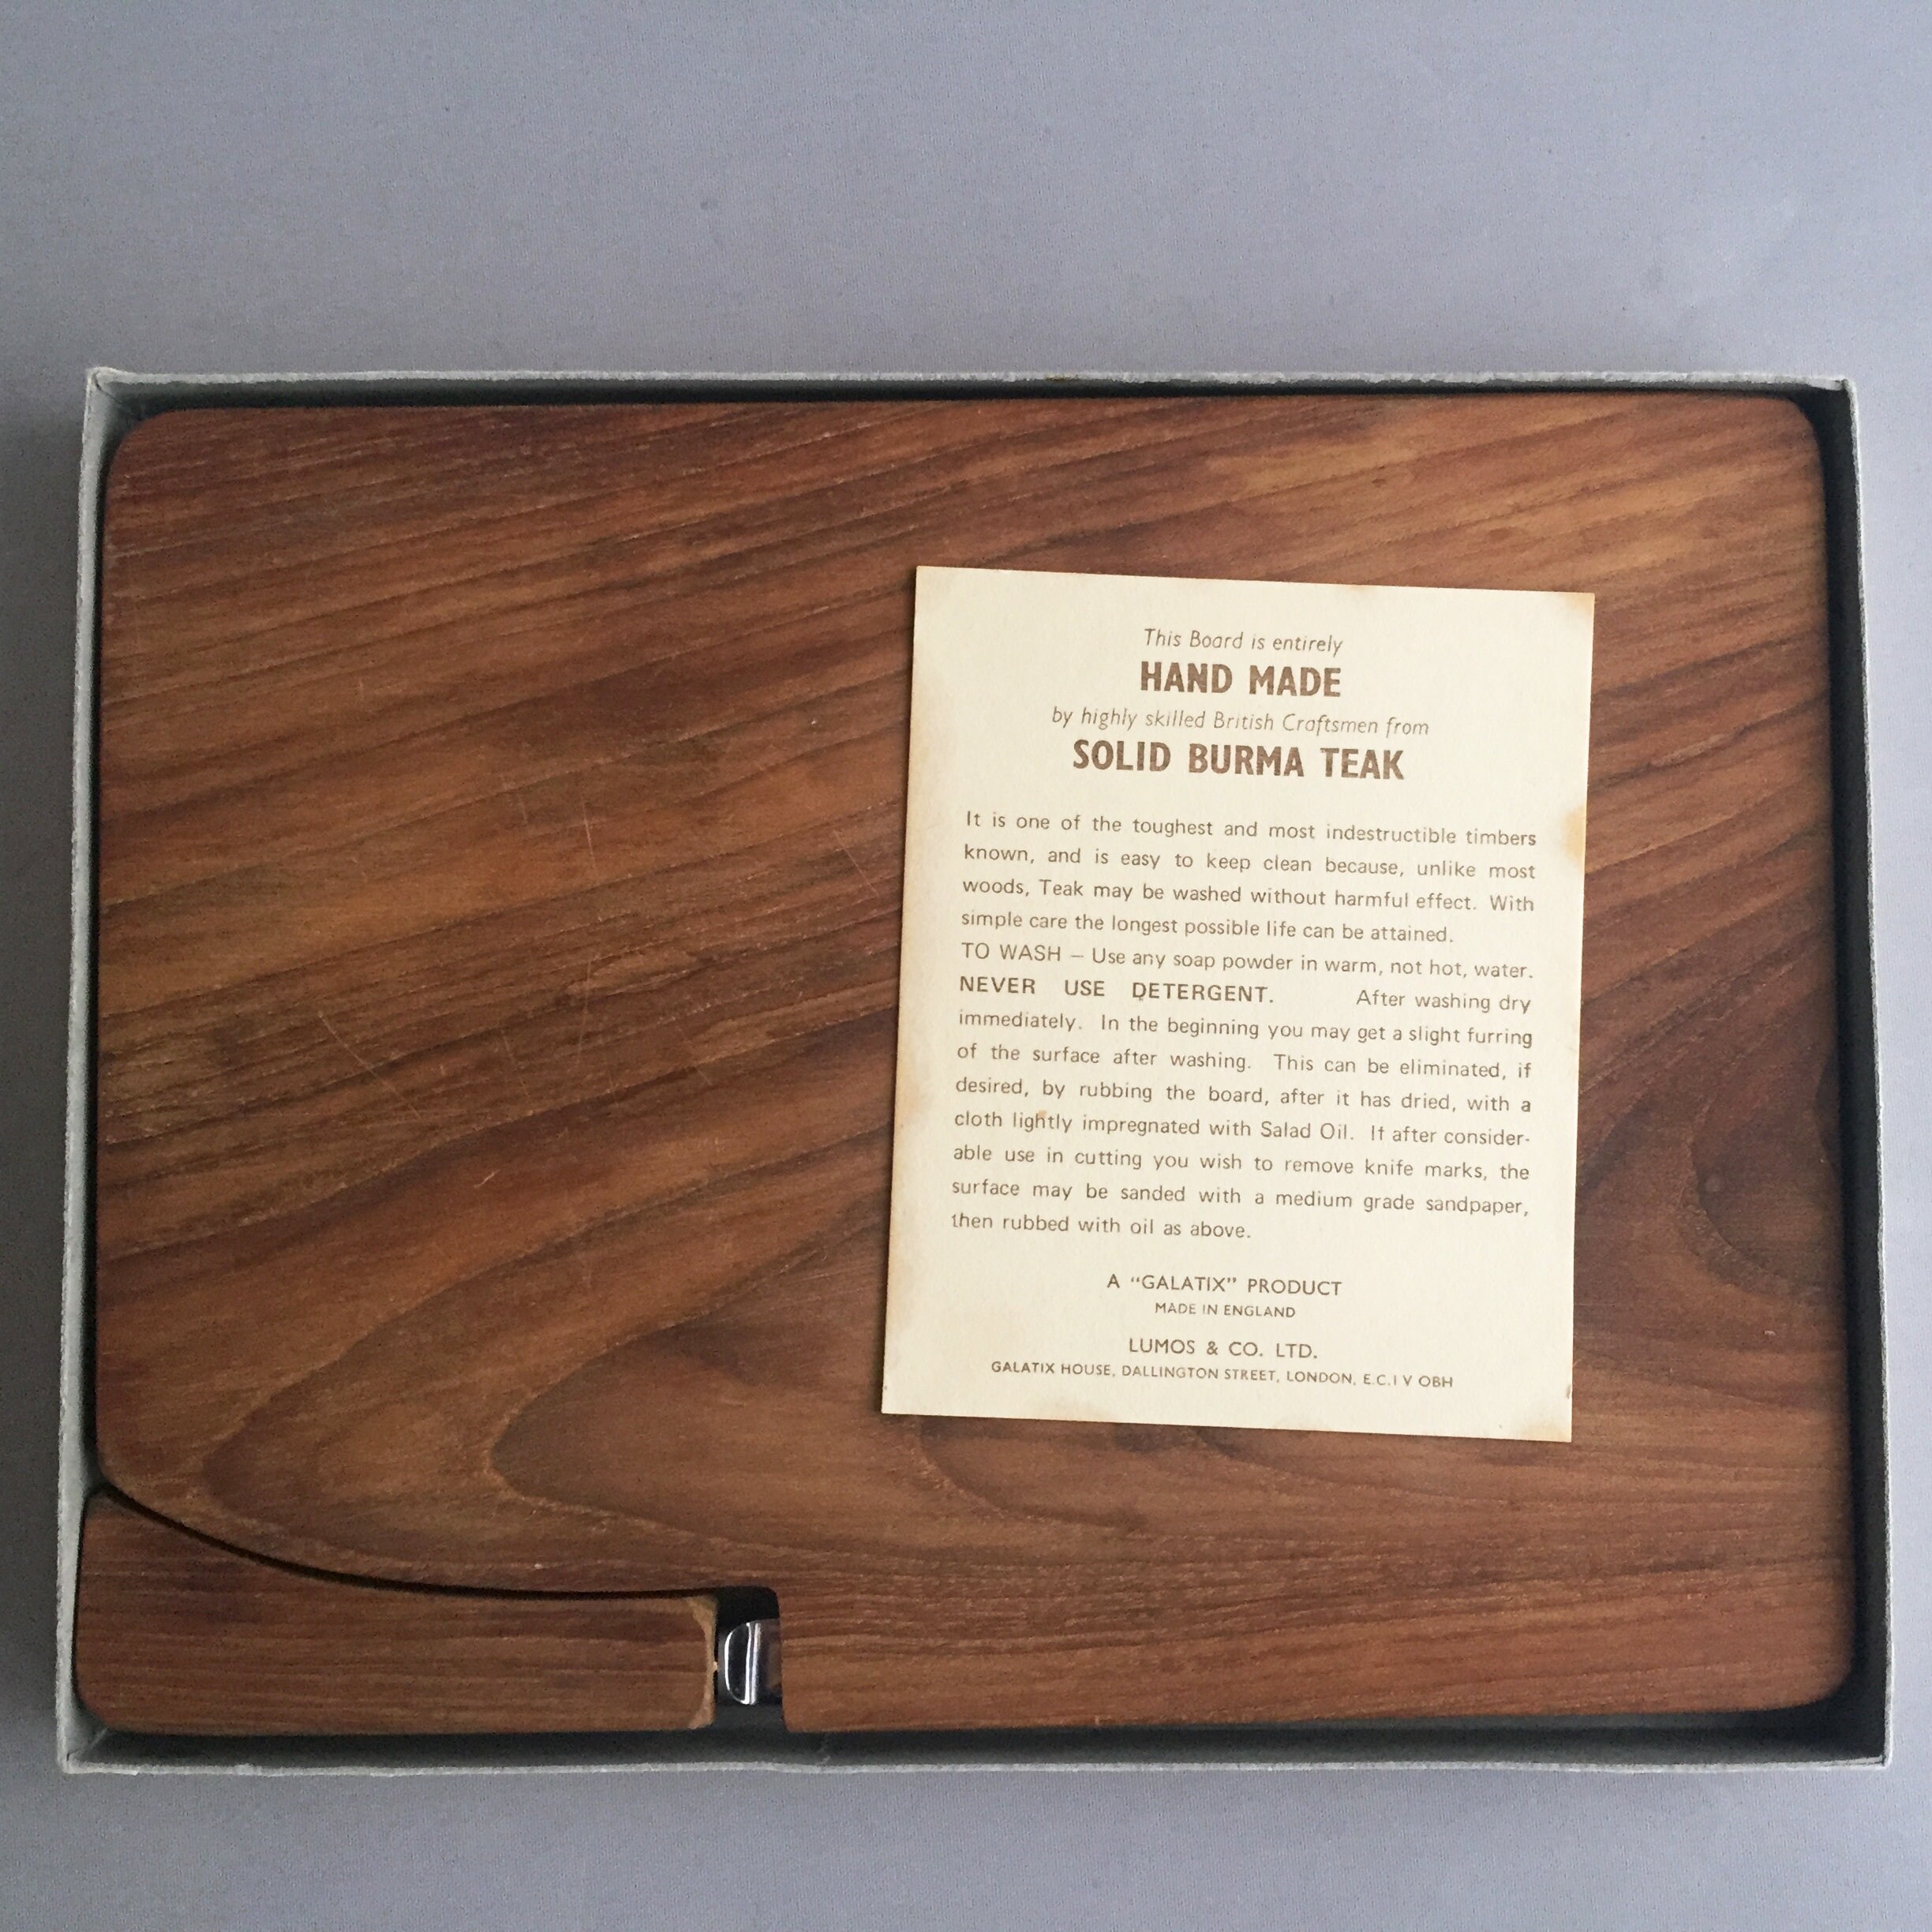 This Board is entirely
HAND MADE
by highly skilled British Craftsmen from
SOLID BURMA TEAK
It is one of the toughest and most indestructible timbers
known, and is easy to keep clean because, unlike most
woods, Teak may be washed without harmful effect. With
simple care the longest possible life can be attained.
TO WASH – Use any soap powder in warm, not hot, water.
NEVER USE DETERGENT. After washing dry
immediately. In the beginning you may get a slight furring
of the surface after washing. This can be eliminated, if
desired, by rubbing the board, after it has dried, with a
cloth lightly impregnated with Salad Oil. If after consider-
able use in cutting you wish to remove knife marks, the
surface may be sanded with a medium grade sandpaper,
then rubbed with oil as above.
A "GALATIX" PRODUCT
MADE IN ENGLAND
LUMOS & CO. LTD.
GALATIX HOUSE, DALLINGTON STREET, LONDON, E.C.1 V OBH